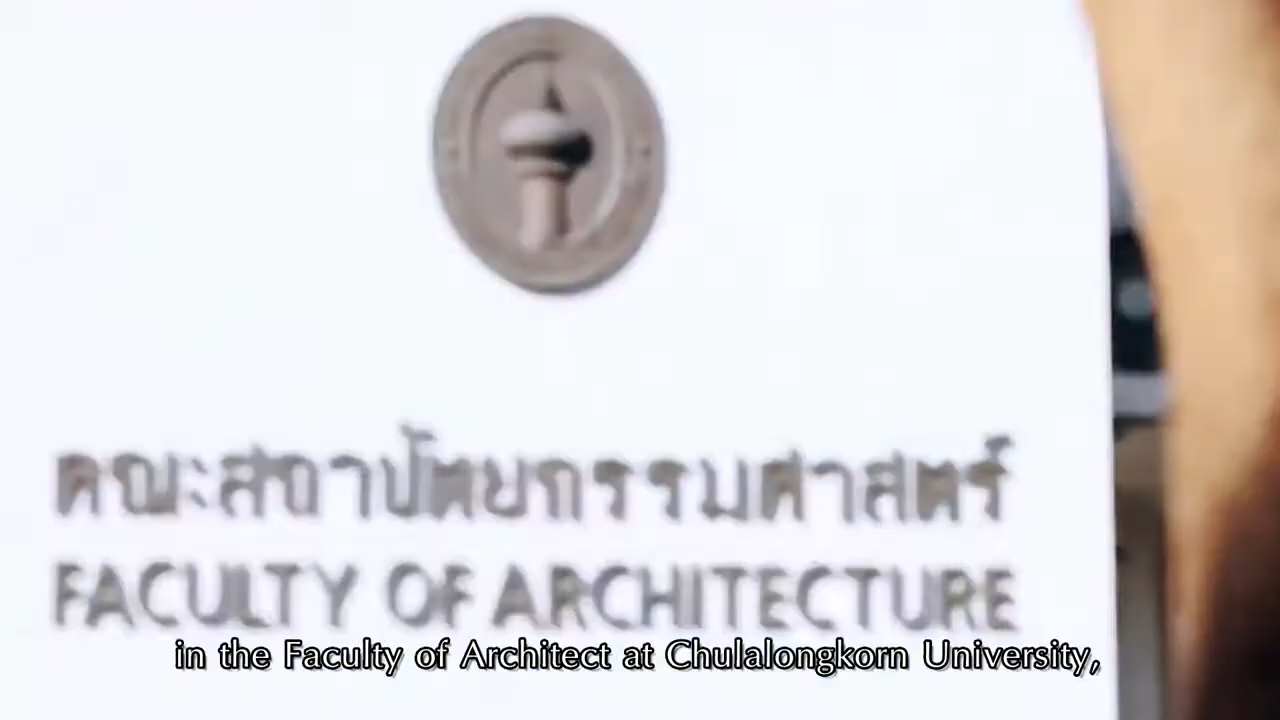 คณะสถาปัตยกรรมศาสตร์
FACULTY OF ARCHITECTURE
in the Faculty of Architect at Chulalongkorn University,